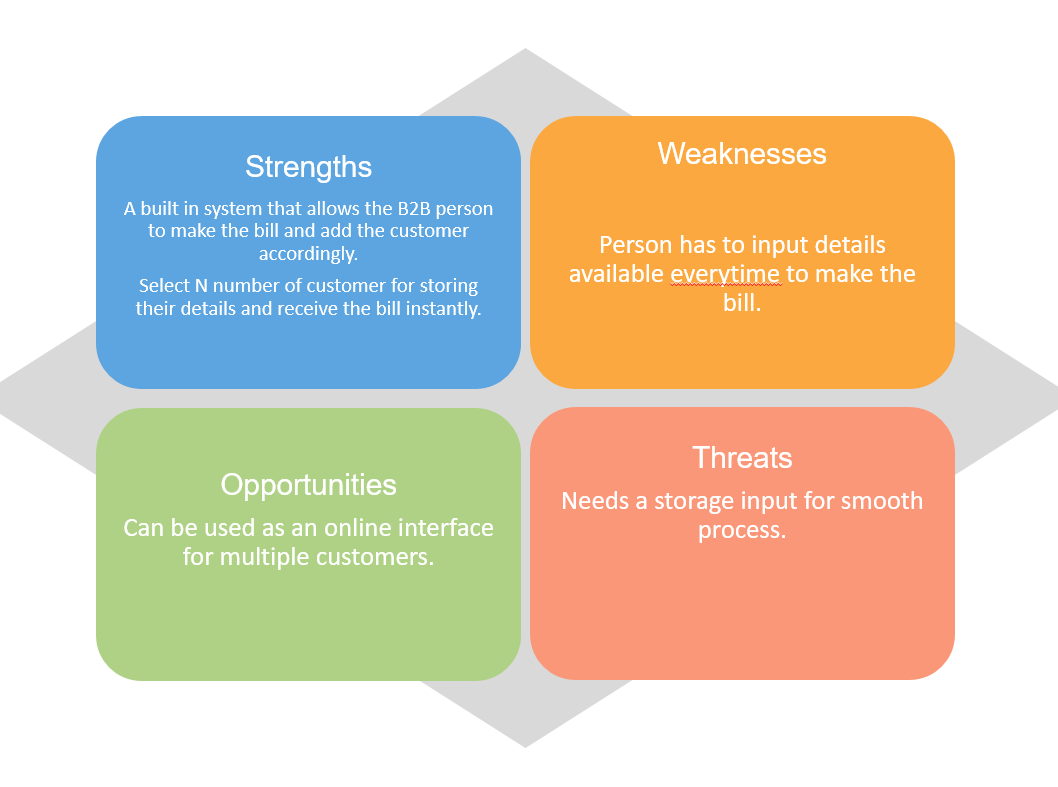 Strengths
A built in system that allows the B2B person
to make the bill and add the customer
accordingly.
Select N number of customer for storing
their details and receive the bill instantly.
Weaknesses
Person has to input details
available everytime to make the
bill.
Opportunities
Can be used as an online interface
for multiple customers.
Threats
Needs a storage input for smooth
process.